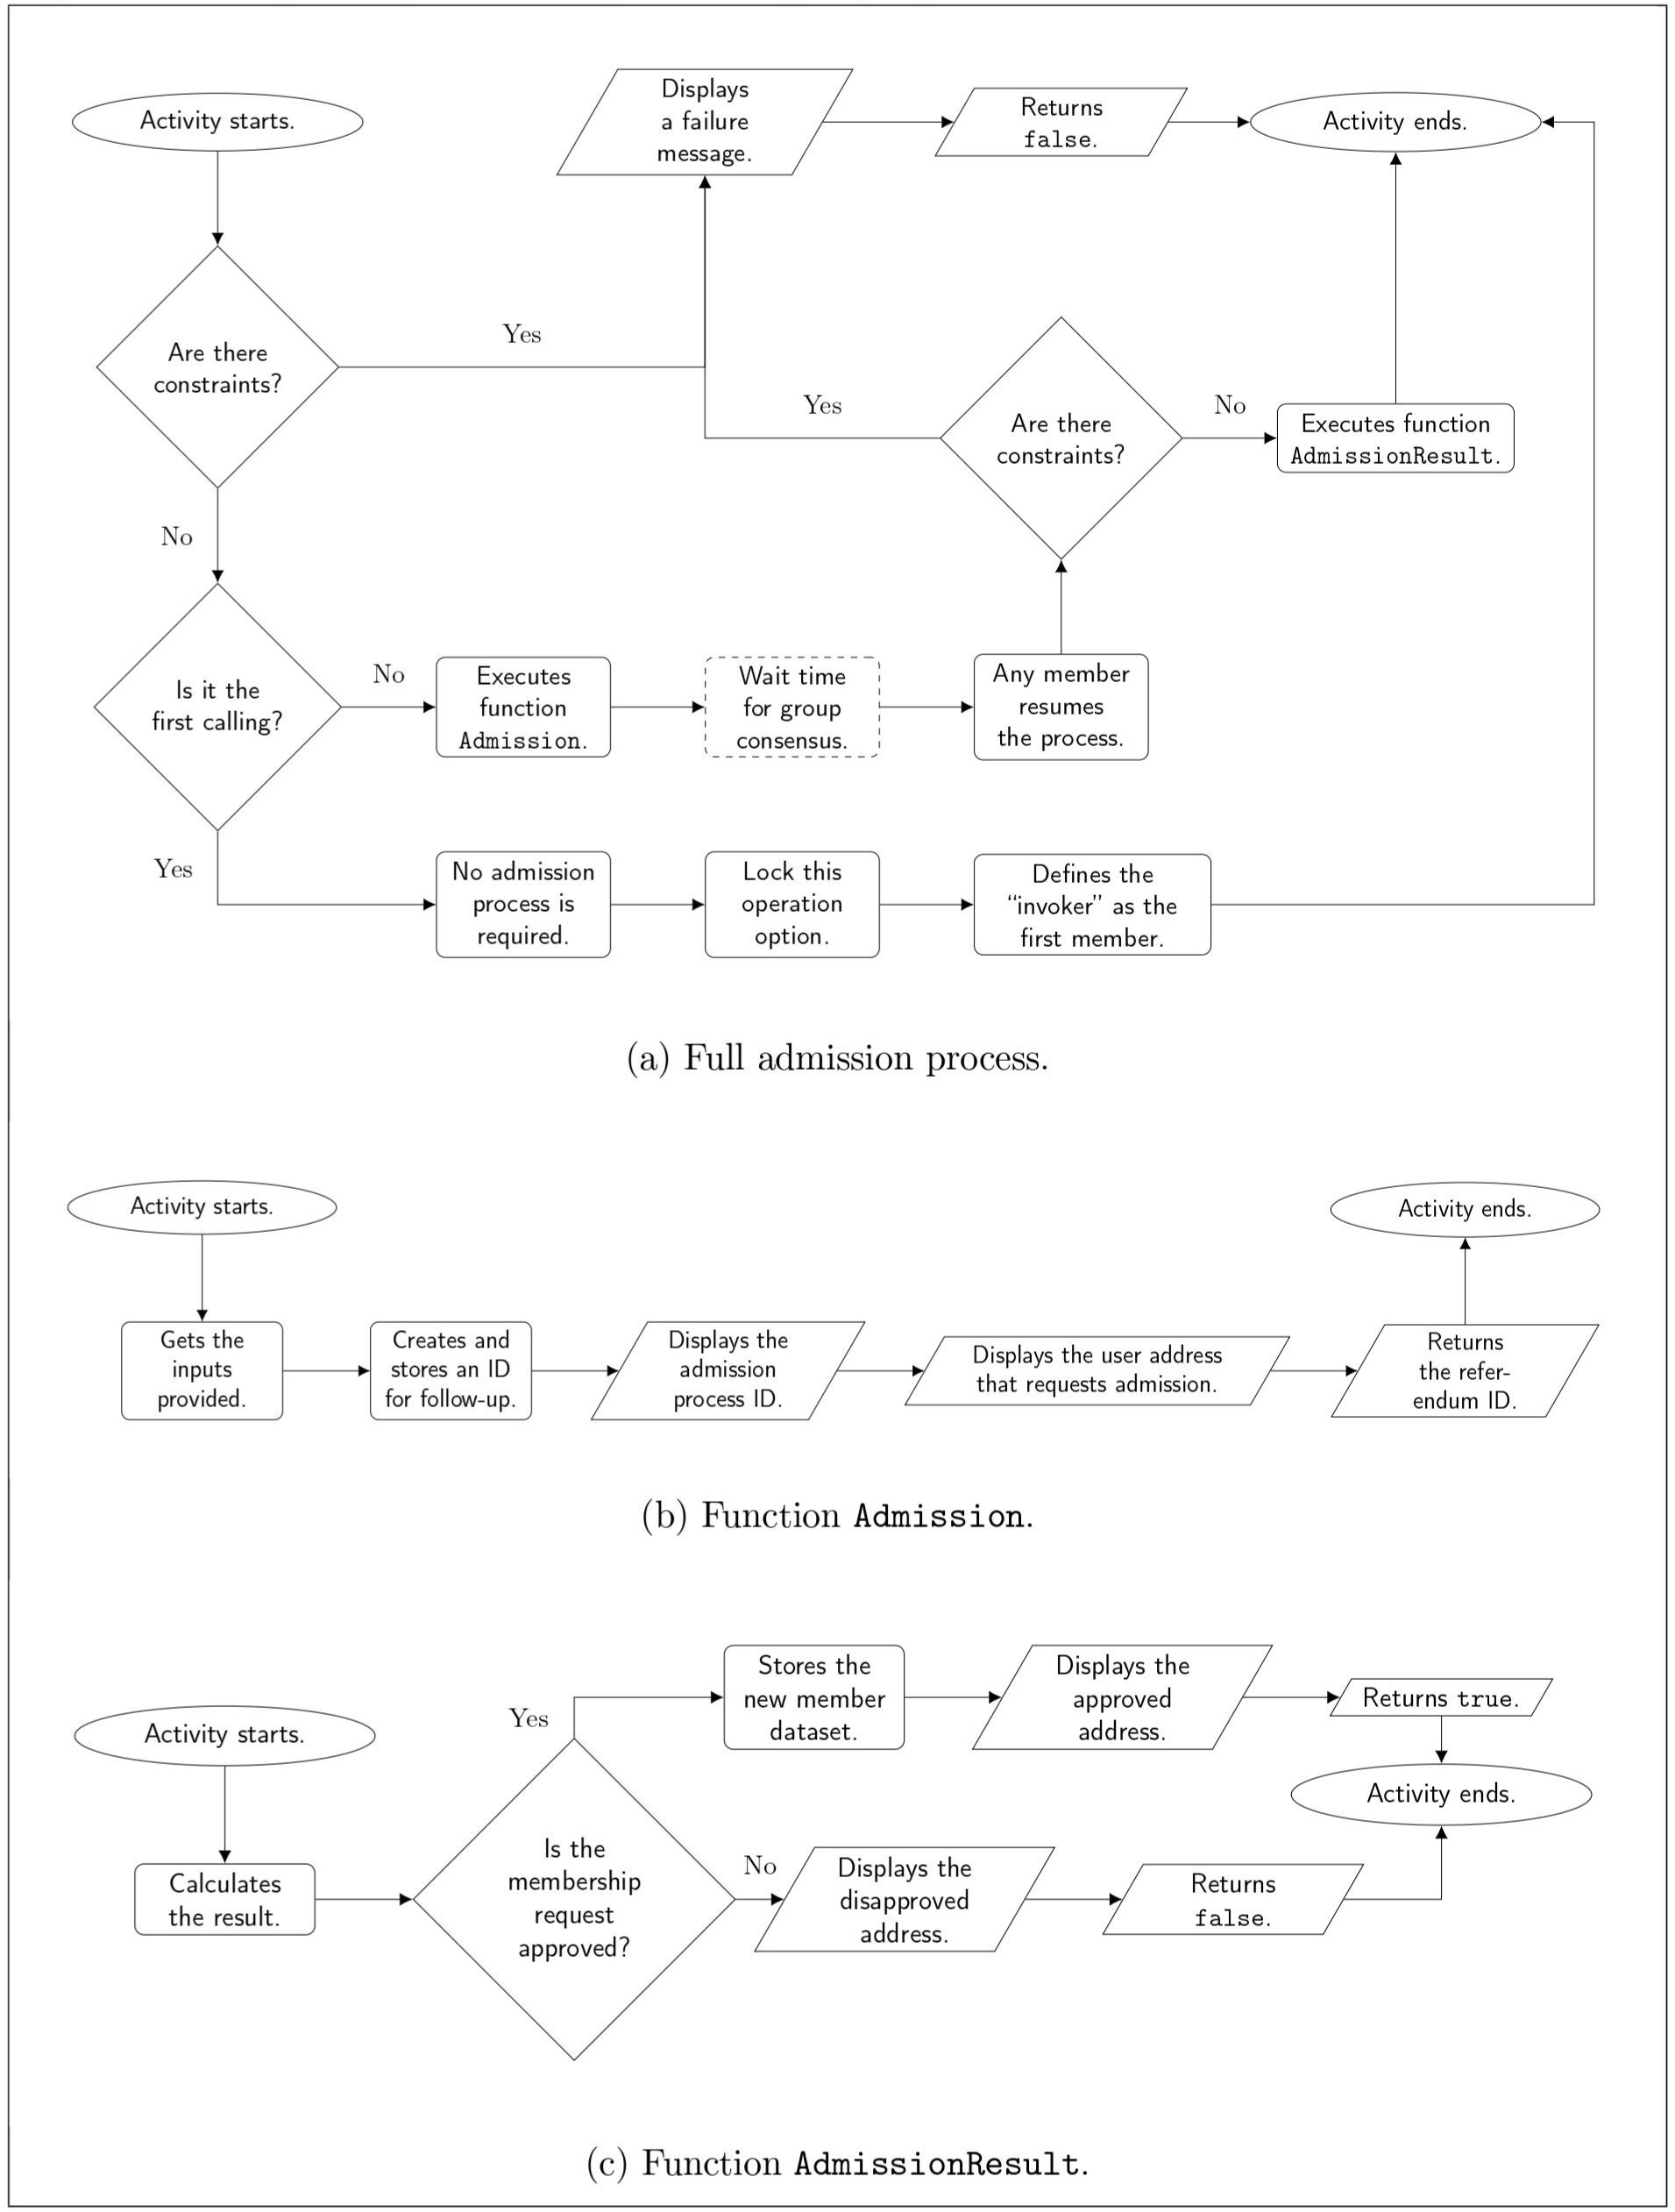 Activity starts.
Displays
a failure
message.
Returns
false.
Activity ends.
Are there
constraints?
Yes
Yes
Are there
constraints?
No
Executes function
AdmissionResult.
No
Is it the
first calling?
No
Executes
function
Admission.
Wait time
for group
consensus.
Any member
resumes
the process.
Yes
No admission
process is
required.
Lock this
operation
option.
Defines the
“invoker” as the
first member.
(a) Full admission process.
Activity starts.
Activity ends.
Gets the
inputs
provided.
Creates and
stores an ID
for follow-up.
Displays the
admission
process ID.
Displays the user address
that requests admission.
Returns
the refer-
endum ID.
(b) Function Admission.
Activity starts.
Calculates
the result.
Is the
membership
request
approved?
Yes
Stores the
new member
dataset.
Displays the
approved
address.
Returns true.
Activity ends.
No
Displays the
disapproved
address.
Returns
false.
(c) Function AdmissionResult.